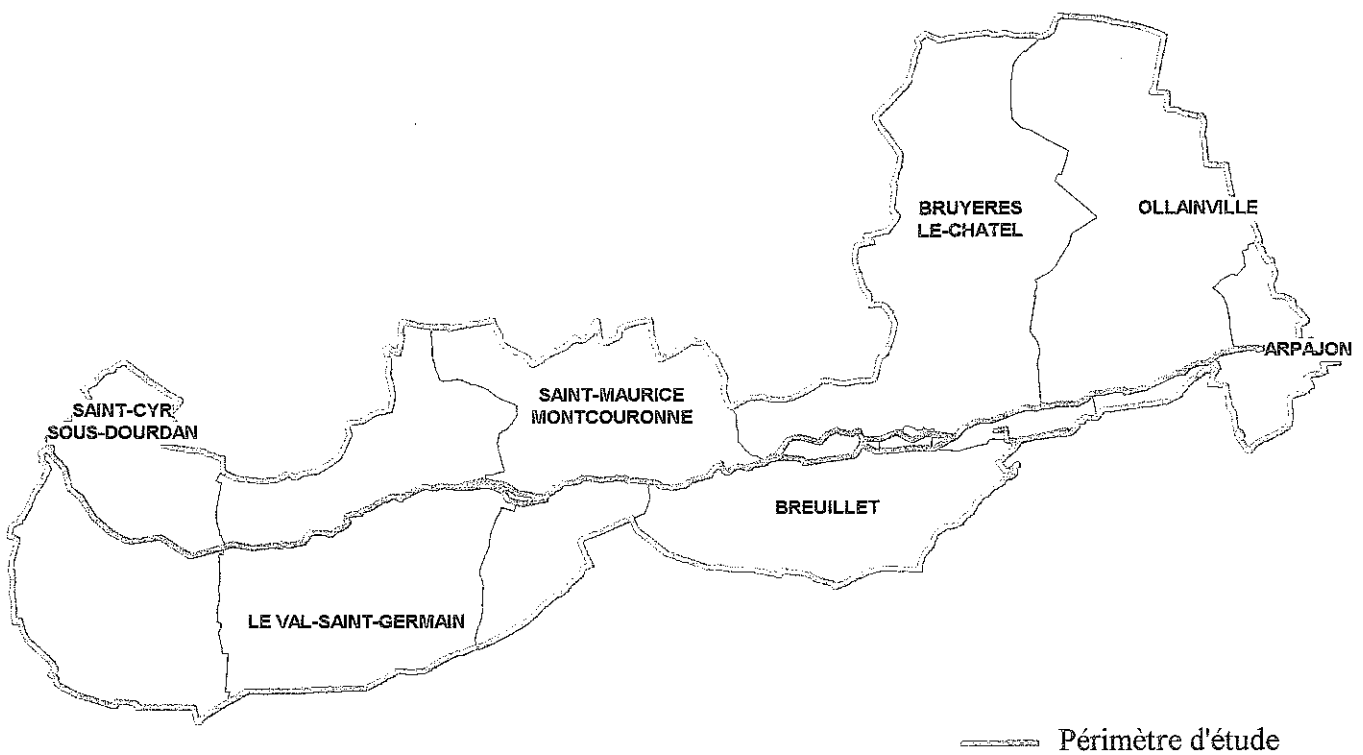 BRUYERES
LE-CHATEL
OLLAINVILLE
ARPAJON
SAINT-MAURICE
MONTCOURONNE
SAINT-CYR
SOUS-DOURDAN
BREUILLET
LE VAL-SAINT-GERMAIN
Périmètre d'étude